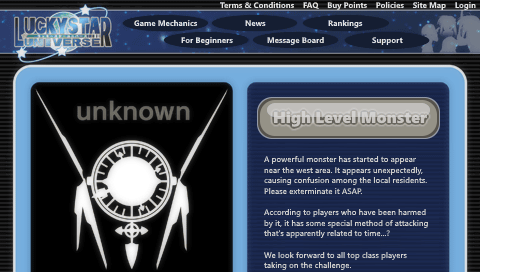 Terms & Conditions FAQ Buy Points Policies Site Map Login
LUCKYSTAR
UNIVERSE
Game Mechanics News Rankings
For Beginners Message Board Support
unknown
High Level Monster
A powerful monster has started to appear
near the west area. It appears unexpectedly,
causing confusion among the local residents.
Please exterminate it ASAP.
According to players who have been harmed
by it, it has some special method of attacking
that's apparently related to time...?
We look forward to all top class players
taking on the challenge.